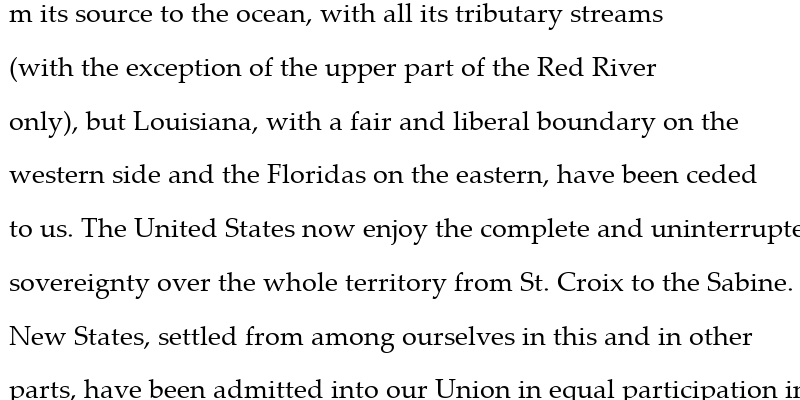 m its source to the ocean, with all its tributary streams
(with the exception of the upper part of the Red River
only), but Louisiana, with a fair and liberal boundary on the
western side and the Floridas on the eastern, have been ceded
to us. The United States now enjoy the complete and uninterrupte
sovereignty over the whole territory from St. Croix to the Sabine.
New States, settled from among ourselves in this and in other
parts, have been admitted into our Union in equal participation in